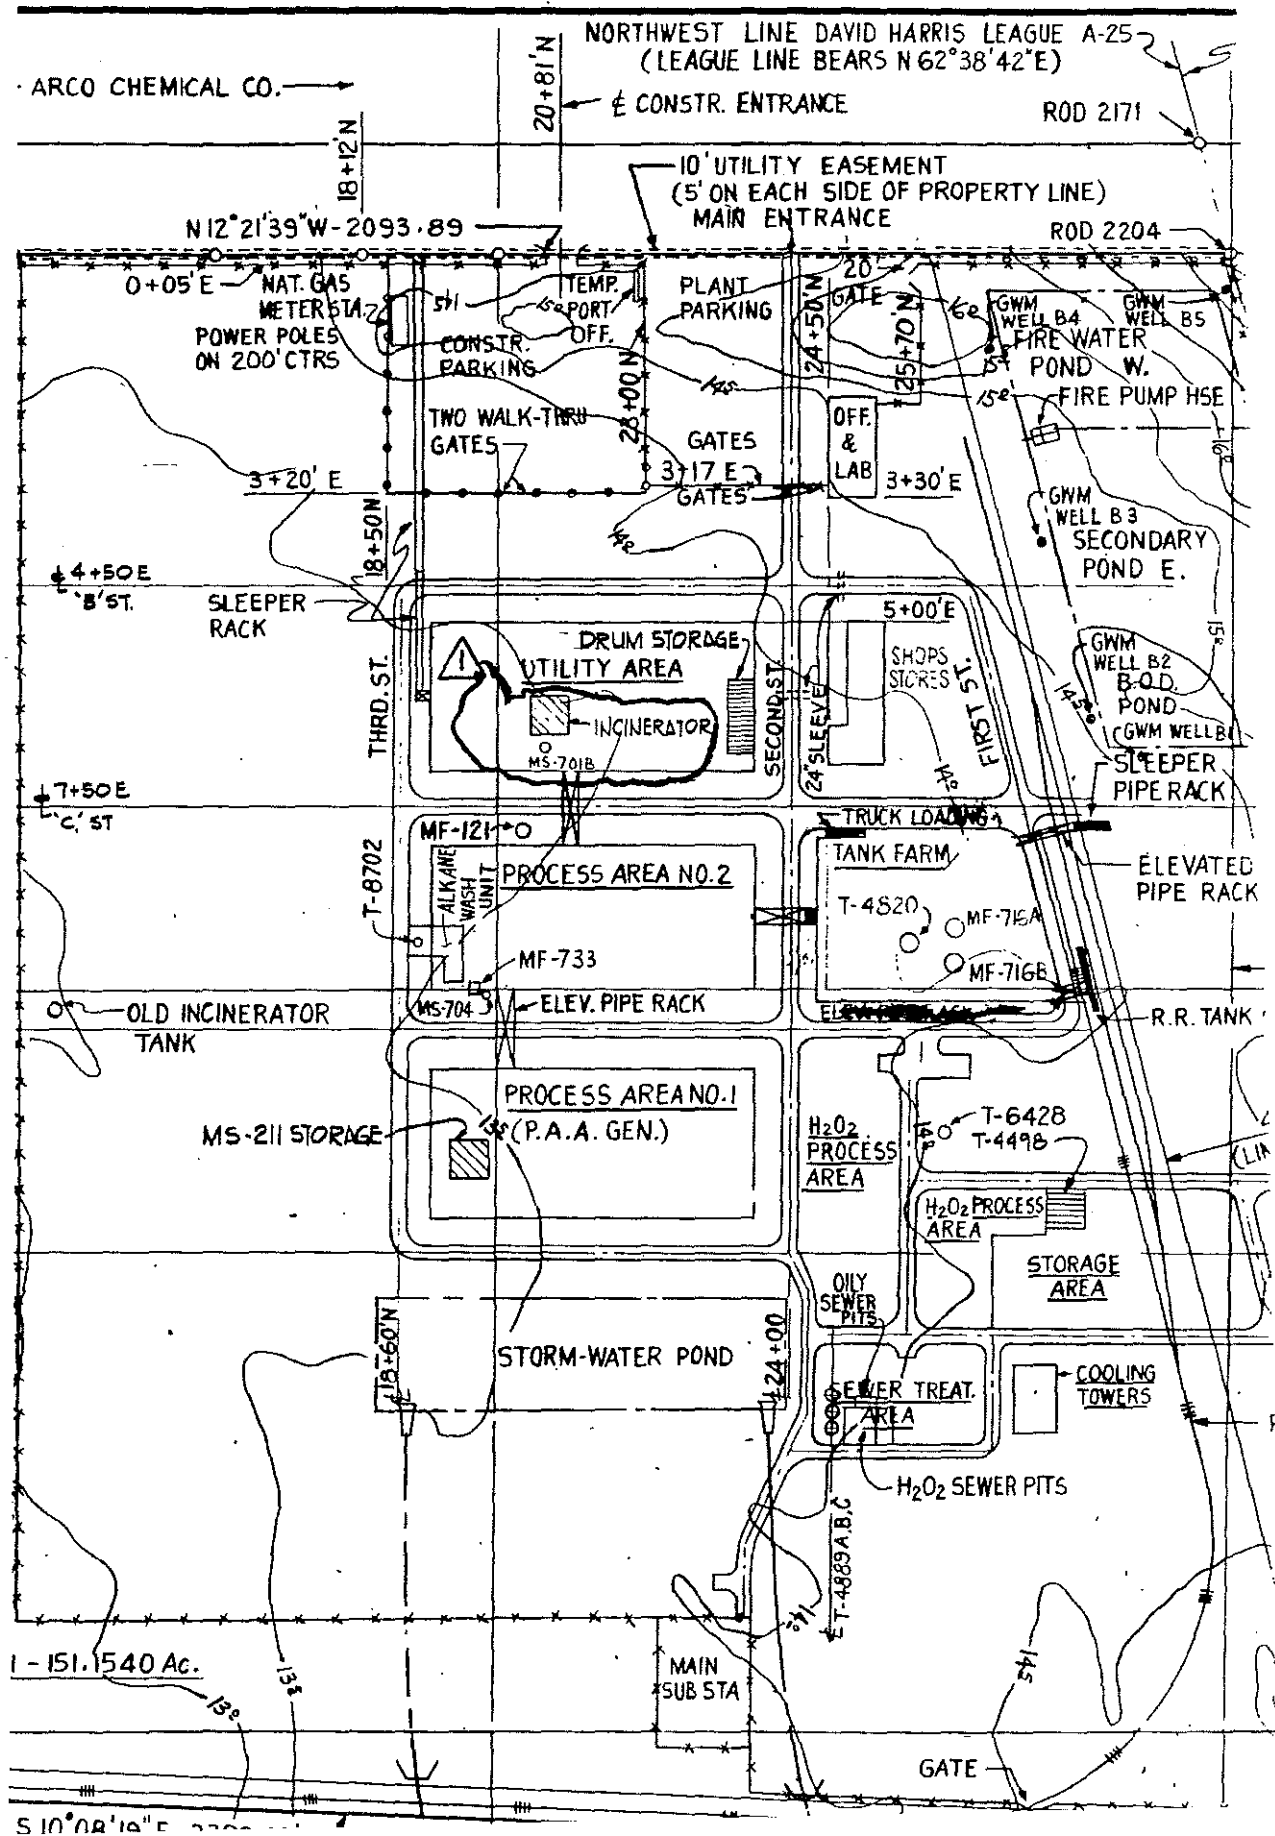 NORTHWEST LINE DAVID HARRIS LEAGUE A-25
(LEAGUE LINE BEARS N 62°38'42"E)
ARCO CHEMICAL CO.
20+81'N
₵ CONSTR. ENTRANCE
ROD 2171
18+12'N
10' UTILITY EASEMENT
(5' ON EACH SIDE OF PROPERTY LINE)
MAIN ENTRANCE
N 12°21'39"W-2093.89
ROD 2204
0+05'E
NAT. GAS
METER STA.
POWER POLES
ON 200' CTRS
CONSTR.
PARKING
TEMP.
PORT
OFF.
PLANT
PARKING
20
GATE
24+50'N
25+70'N
GWM
WELL B4
GWM
WELL B5
FIRE WATER
POND W.
FIRE PUMP HSE
TWO WALK-THRU
GATES
23+00 N
GATES
3+17 E
GATES
OFF.
&
LAB
3+30'E
3+20' E
18+50N
GWM
WELL B3
SECONDARY
POND E.
4+50E
'B' ST.
SLEEPER
RACK
5+00'E
DRUM STORAGE
UTILITY AREA
1
INCINERATOR
MS-701B
THRD. ST.
SECOND ST.
24" SLEEVE
SHOPS
STORES
FIRST ST.
GWM
WELL B2
B.O.D.
POND
GWM WELL B1
SLEEPER
PIPE RACK
7+50E
'C' ST
MF-121
TRUCK LOADING
TANK FARM
ELEVATED
PIPE RACK
PROCESS AREA NO.2
T-8702
ALKANE
WASH
UNIT
T-4820
MF-716A
MF-716B
MF-733
MS-704
ELEV. PIPE RACK
OLD INCINERATOR
TANK
R.R. TANK
PROCESS AREA NO.1
(P.A.A. GEN.)
MS-211 STORAGE
H₂O₂
PROCESS
AREA
T-6428
T-4498
H₂O₂ PROCESS
AREA
STORAGE
AREA
OILY
SEWER
PITS
18+60'N
STORM-WATER POND
24+00
SEWER TREAT.
AREA
COOLING
TOWERS
H₂O₂ SEWER PITS
T-4889A,B,C
1-151.1540 Ac.
MAIN
SUB STA
GATE
13⁸
14⁵
S 10°08'19"E